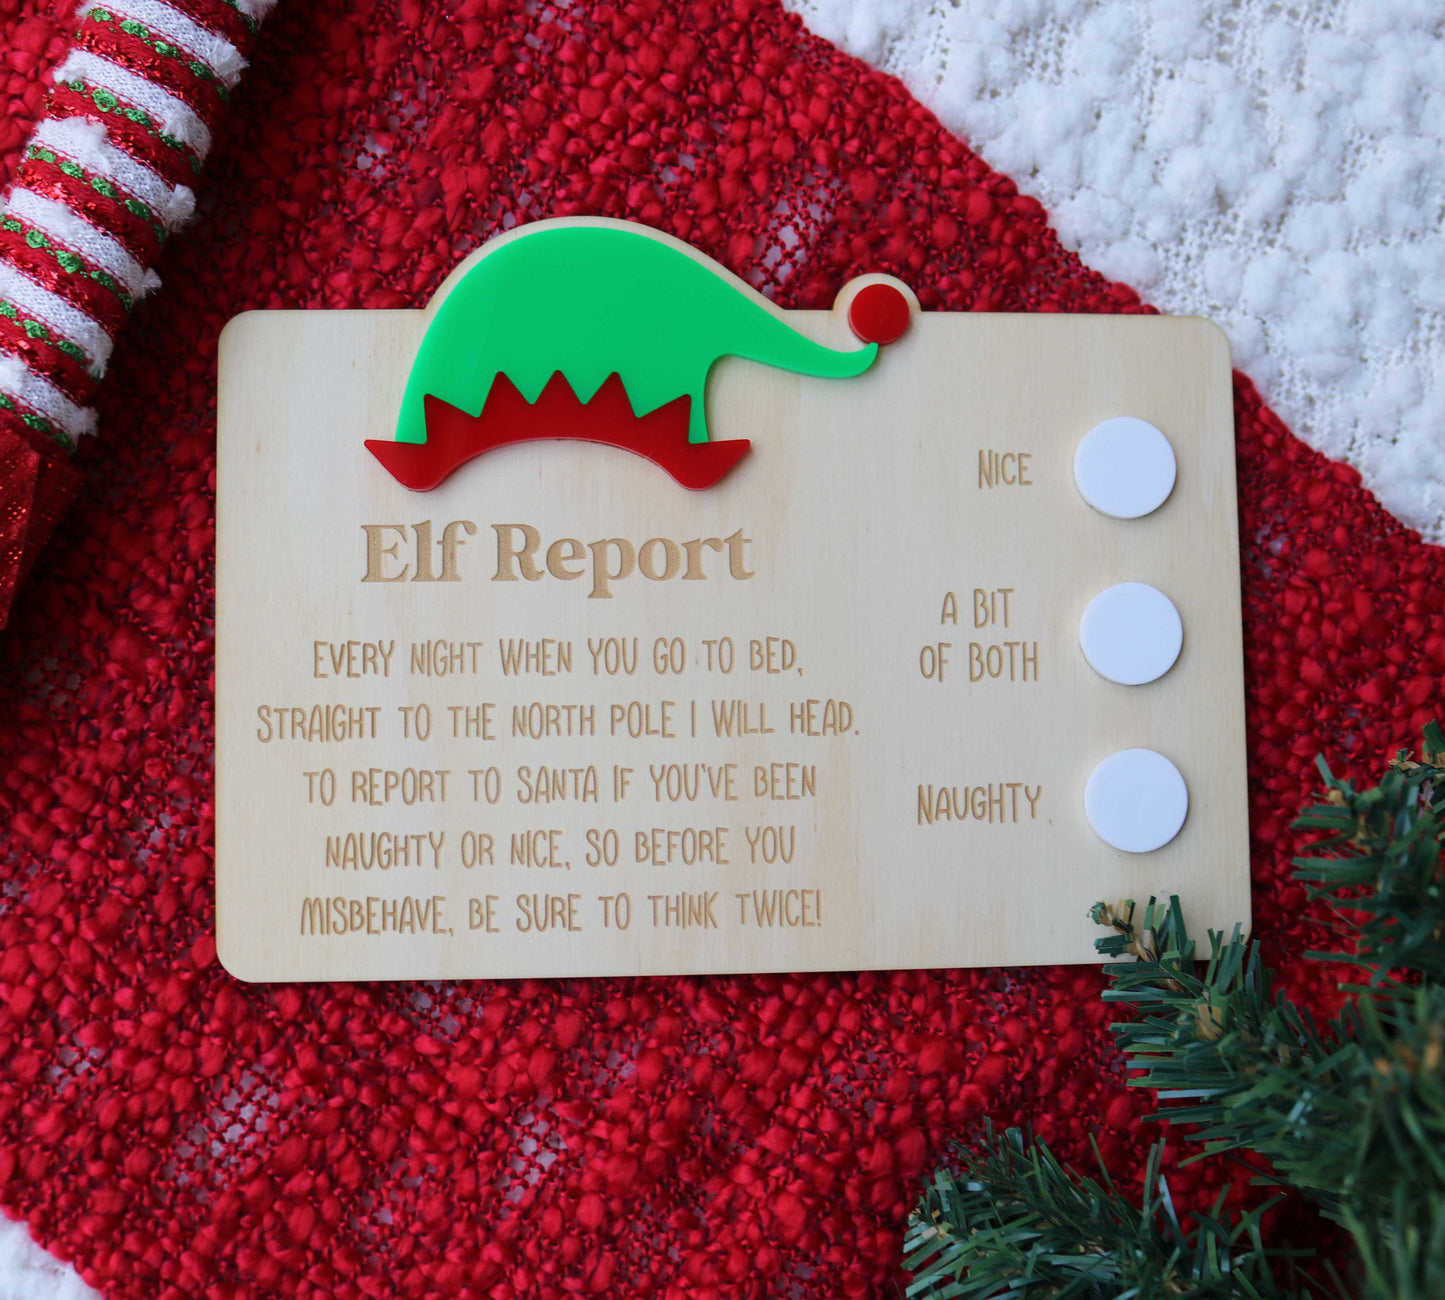 Elf Report
EVERY NIGHT WHEN YOU GO TO BED,
STRAIGHT TO THE NORTH POLE I WILL HEAD.
TO REPORT TO SANTA IF YOU'VE BEEN
NAUGHTY OR NICE, SO BEFORE YOU
MISBEHAVE, BE SURE TO THINK TWICE!
NICE
A BIT
OF BOTH
NAUGHTY